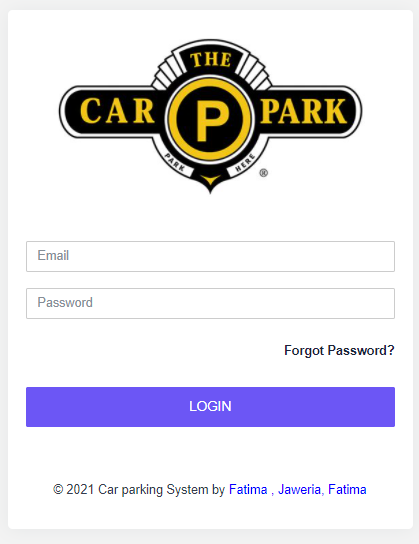 THE
CAR P PARK
PARK HERE
®
Email
Password
Forgot Password?
LOGIN
© 2021 Car parking System by Fatima , Jaweria, Fatima